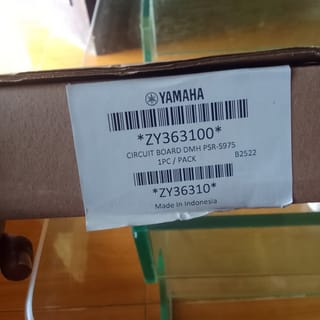 YAMAHA
*ZY363100*
CIRCUIT BOARD DMH PSR-S975
1PC / PACK B2522
*ZY36310*
Made In Indonesia